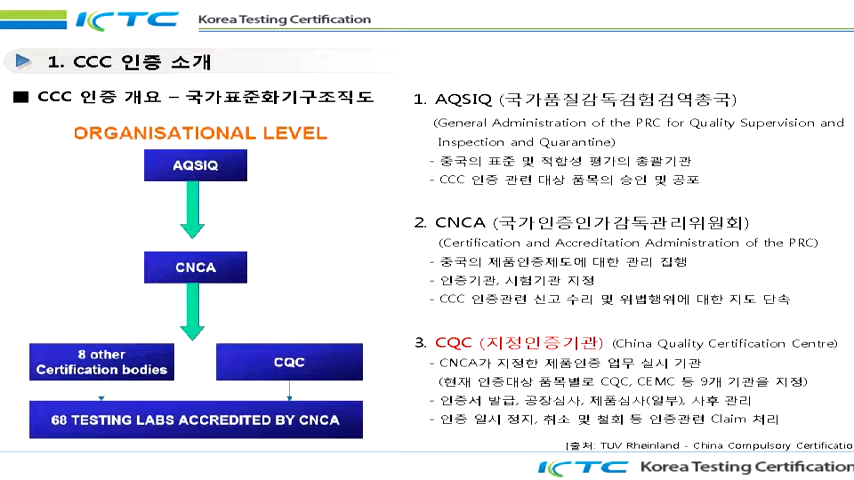 KTC Korea Testing Certification
1. CCC 인증 소개
■ CCC 인증 개요 – 국가표준화기구조직도
ORGANISATIONAL LEVEL
AQSIQ
CNCA
8 other
Certification bodies
CQC
68 TESTING LABS ACCREDITED BY CNCA
1. AQSIQ (국가품질감독검험검역총국)
(General Administration of the PRC for Quality Supervision and
Inspection and Quarantine)
- 중국의 표준 및 적합성 평가의 총괄기관
- CCC 인증 관련 대상 품목의 승인 및 공포
2. CNCA (국가인증인가감독관리위원회)
(Certification and Accreditation Administration of the PRC)
- 중국의 제품인증제도에 대한 관리 집행
- 인증기관, 시험기관 지정
- CCC 인증관련 신고 수리 및 위법행위에 대한 지도 단속
3. CQC (지정인증기관) (China Quality Certification Centre)
- CNCA가 지정한 제품인증 업무 실시 기관
(현재 인증대상 품목별로 CQC, CEMC 등 9개 기관을 지정)
- 인증서 발급, 공장심사, 제품심사(일부), 사후 관리
- 인증 일시 정지, 취소 및 철회 등 인증관련 Claim 처리
[출처: TUV Rheinland - China Compulsory Certificatio
KTC Korea Testing Certification